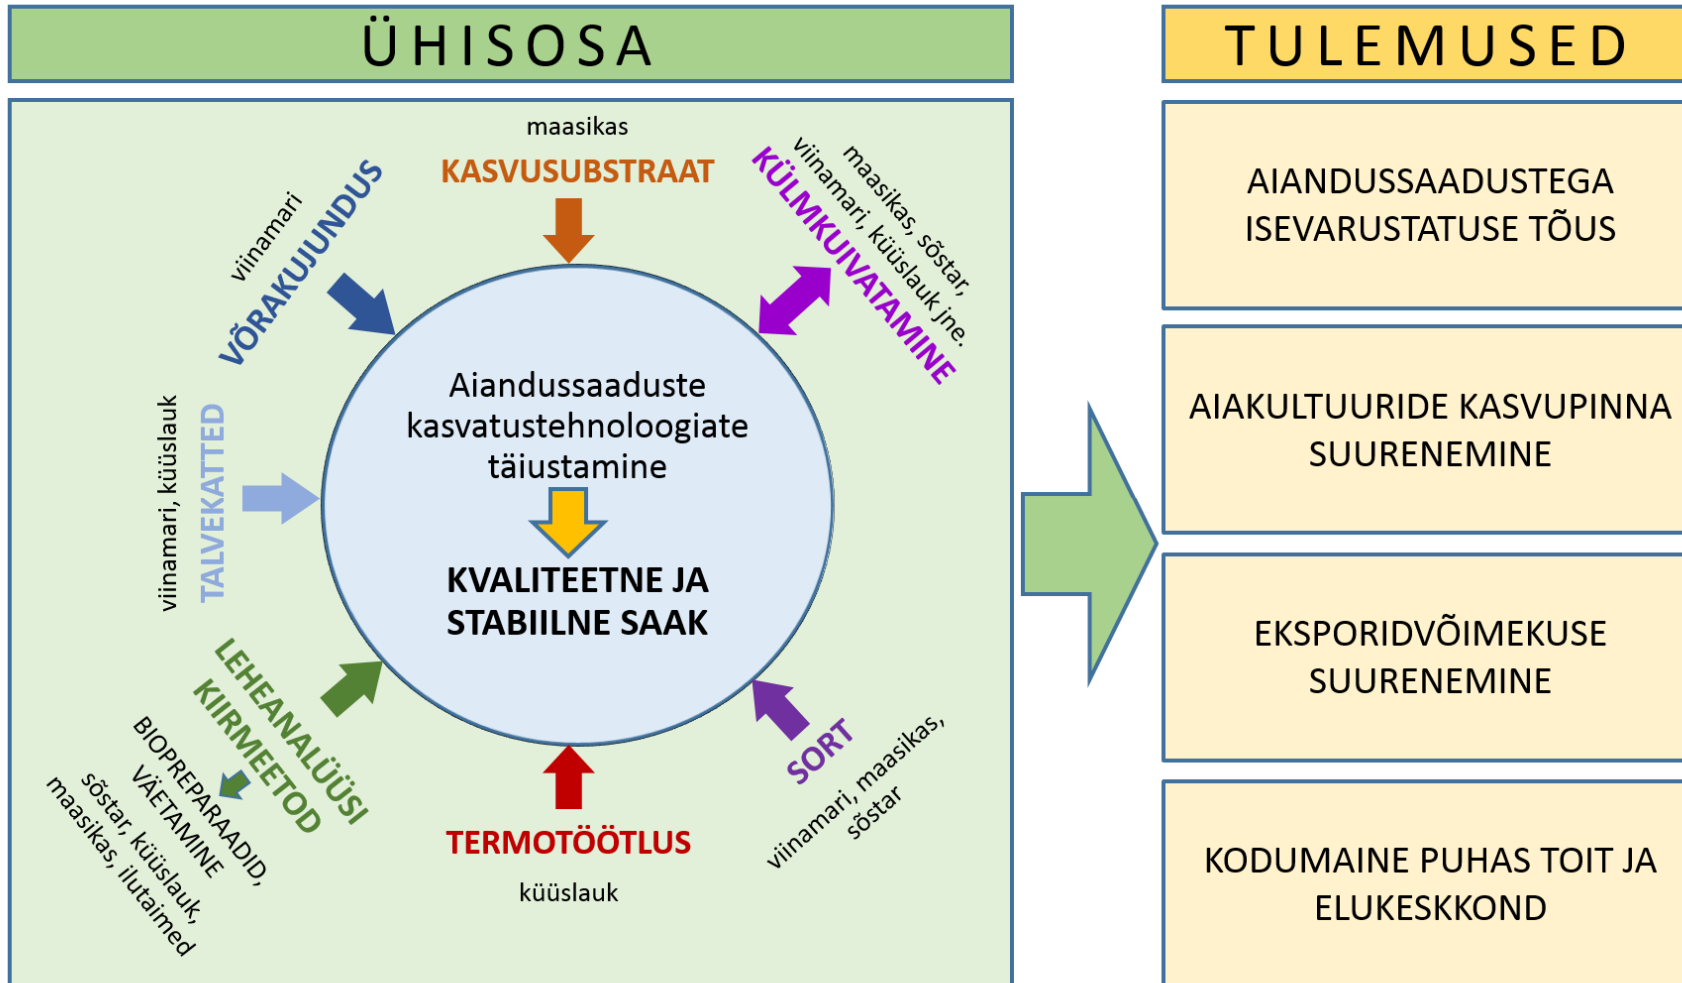 ÜHISOSA
maasikas
KASVUSUBSTRAAT
maasikas, sõstar,
viinamari, küüslauk jne.
KÜLMKUIVATAMINE
viinamari
VÕRAKUJUNDUS
viinamari, küüslauk
TALVEKATTED
Aiandussaaduste
kasvatustehnoloogiate
täiustamine
KVALITEETNE JA
STABIILNE SAAK
LEHEANALÜÜSI
KIIRMEETOD
BIOPREPARAADID,
VÄETAMINE
sõstar, küüslauk,
maasikas, ilutaimed
TERMOTÖÖTLUS
küüslauk
SORT
viinamari, maasikas,
sõstar
TULEMUSED
AIANDUSSAADUSTEGA
ISEVARUSTATUSE TÕUS
AIAKULTUURIDE KASVUPINNA
SUURENEMINE
EKSPORIDVÕIMEKUSE
SUURENEMINE
KODUMAINE PUHAS TOIT JA
ELUKESKKOND